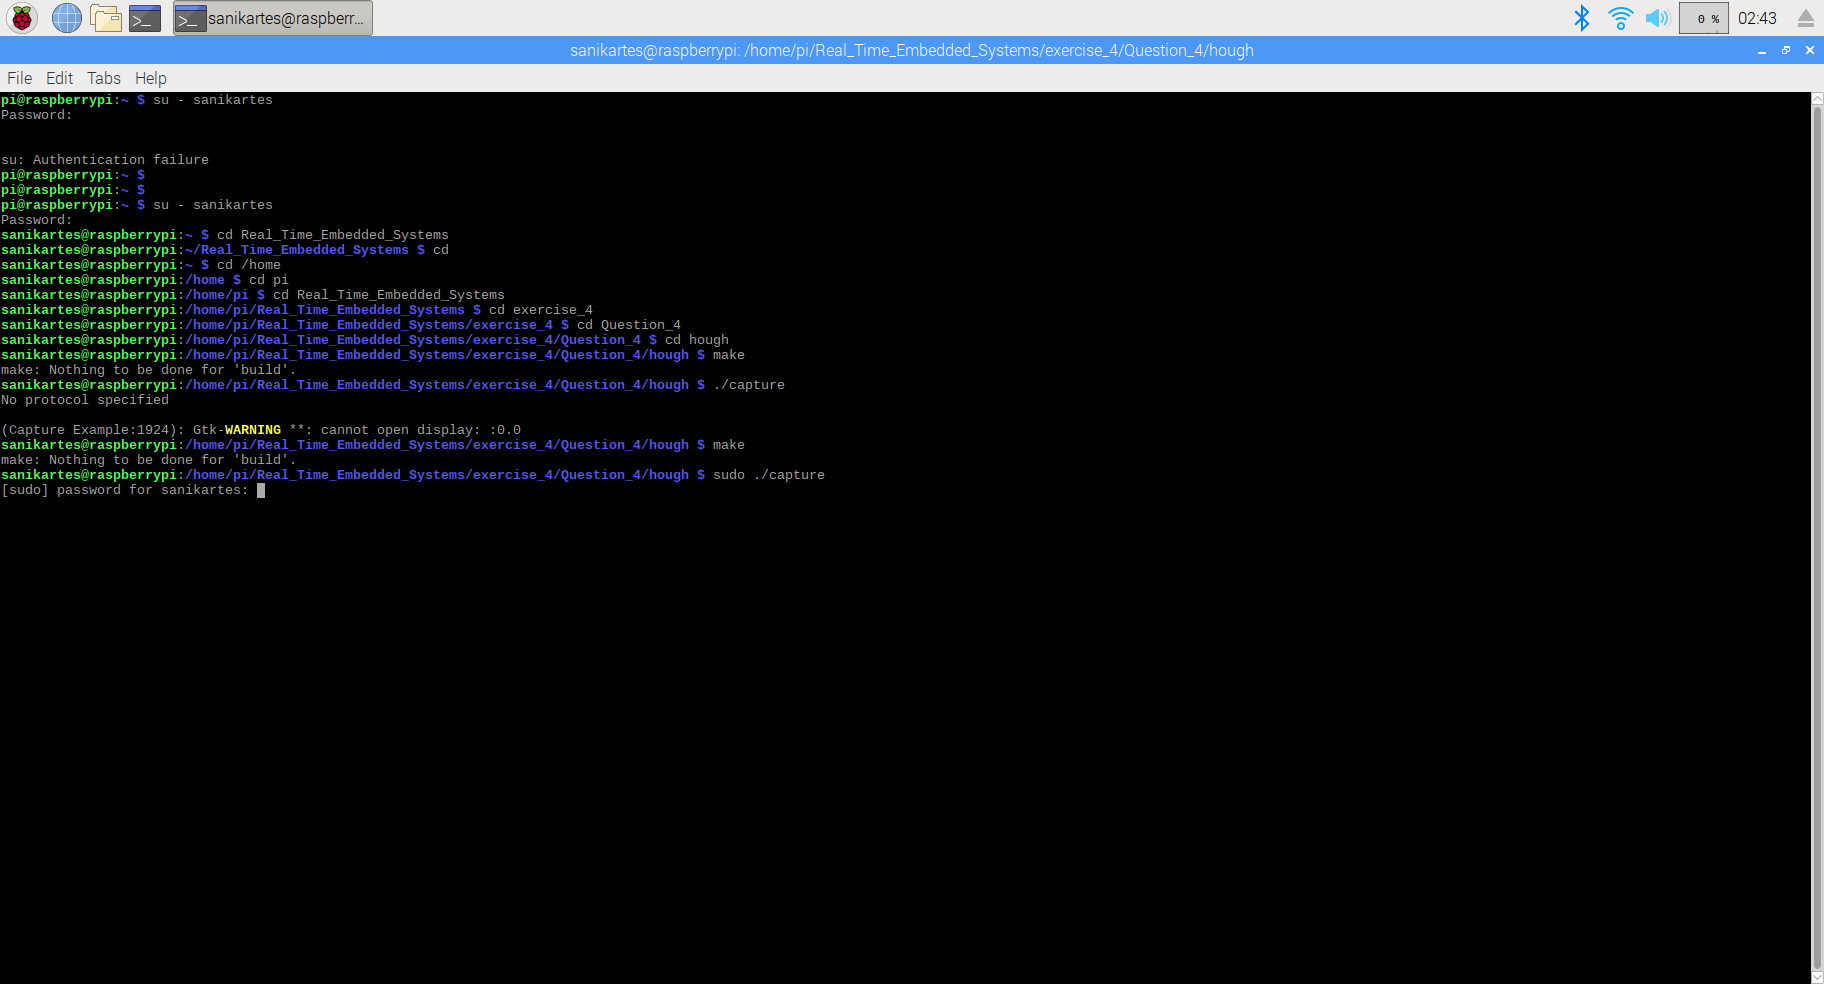 sanikartes@raspberr...
0 %
02:43
sanikartes@raspberrypi: /home/pi/Real_Time_Embedded_Systems/exercise_4/Question_4/hough
File Edit Tabs Help
pi@raspberrypi:~ $ su - sanikartes
Password:
su: Authentication failure
pi@raspberrypi:~ $
pi@raspberrypi:~ $
pi@raspberrypi:~ $ su - sanikartes
Password:
sanikartes@raspberrypi:~ $ cd Real_Time_Embedded_Systems
sanikartes@raspberrypi:~/Real_Time_Embedded_Systems $ cd
sanikartes@raspberrypi:~ $ cd /home
sanikartes@raspberrypi:/home $ cd pi
sanikartes@raspberrypi:/home/pi $ cd Real_Time_Embedded_Systems
sanikartes@raspberrypi:/home/pi/Real_Time_Embedded_Systems $ cd exercise_4
sanikartes@raspberrypi:/home/pi/Real_Time_Embedded_Systems/exercise_4 $ cd Question_4
sanikartes@raspberrypi:/home/pi/Real_Time_Embedded_Systems/exercise_4/Question_4 $ cd hough
sanikartes@raspberrypi:/home/pi/Real_Time_Embedded_Systems/exercise_4/Question_4/hough $ make
make: Nothing to be done for 'build'.
sanikartes@raspberrypi:/home/pi/Real_Time_Embedded_Systems/exercise_4/Question_4/hough $ ./capture
No protocol specified
(Capture Example:1924): Gtk-WARNING **: cannot open display: :0.0
sanikartes@raspberrypi:/home/pi/Real_Time_Embedded_Systems/exercise_4/Question_4/hough $ make
make: Nothing to be done for 'build'.
sanikartes@raspberrypi:/home/pi/Real_Time_Embedded_Systems/exercise_4/Question_4/hough $ sudo ./capture
[sudo] password for sanikartes: